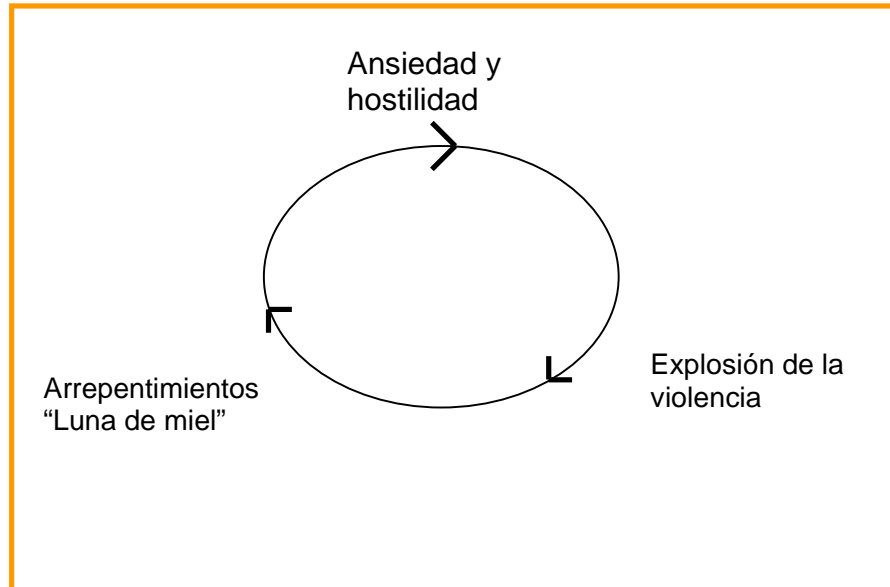 Ansiedad y
hostilidad
Explosión de la
violencia
Arrepentimientos
“Luna de miel”